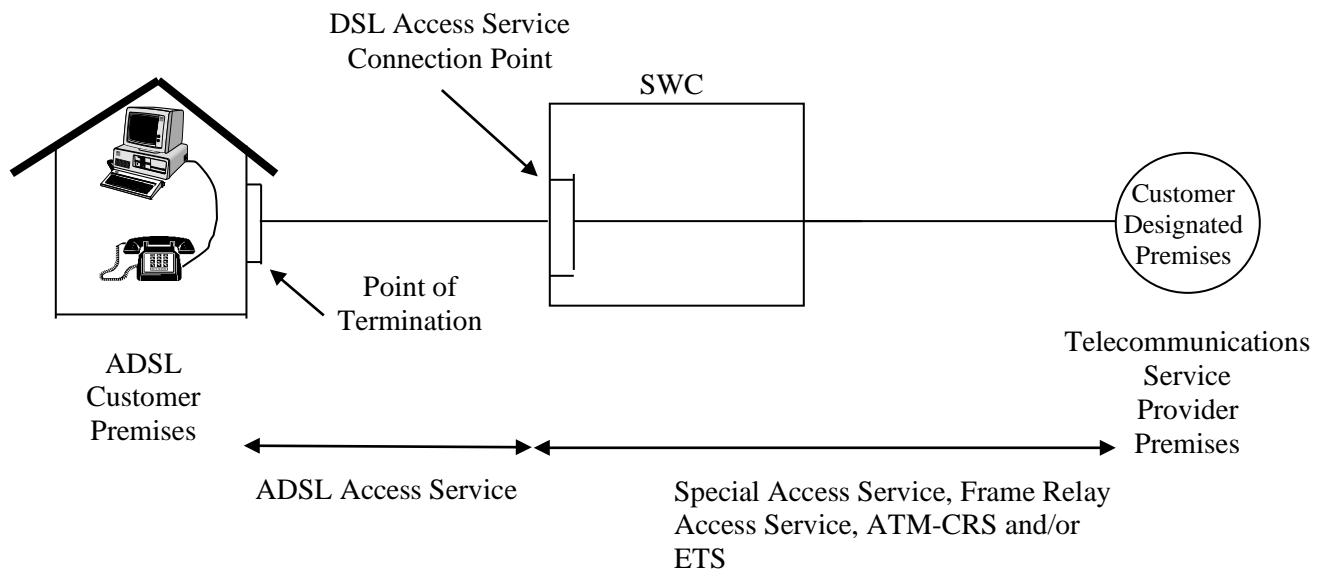 DSL Access Service
Connection Point
SWC
Customer
Designated
Premises
Point of
Termination
ADSL
Customer
Premises
Telecommunications
Service
Provider
Premises
ADSL Access Service
Special Access Service, Frame Relay
Access Service, ATM-CRS and/or
ETS